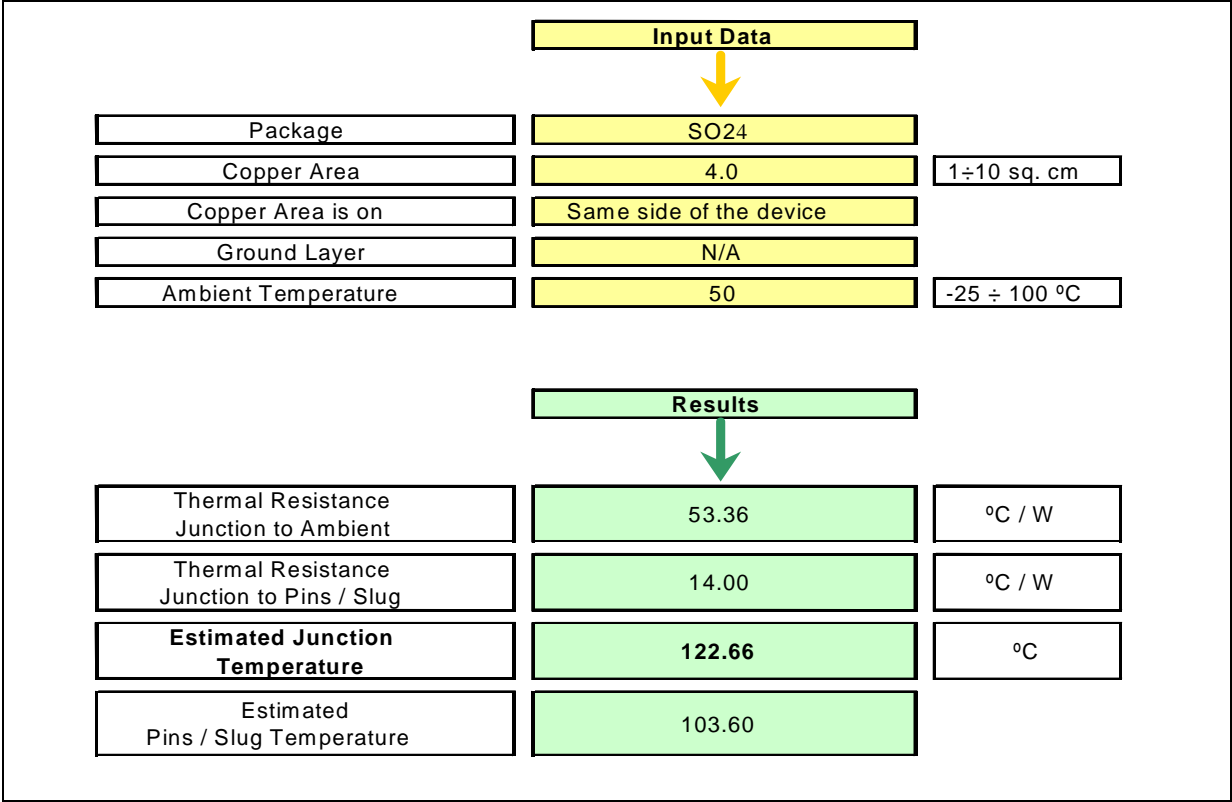 Input Data
Package
SO24
Copper Area
4.0
1÷10 sq. cm
Copper Area is on
Same side of the device
Ground Layer
N/A
Ambient Temperature
50
-25 ÷ 100 ºC
Results
Thermal Resistance
Junction to Ambient
53.36
ºC / W
Thermal Resistance
Junction to Pins / Slug
14.00
ºC / W
Estimated Junction
Temperature
122.66
ºC
Estimated
Pins / Slug Temperature
103.60